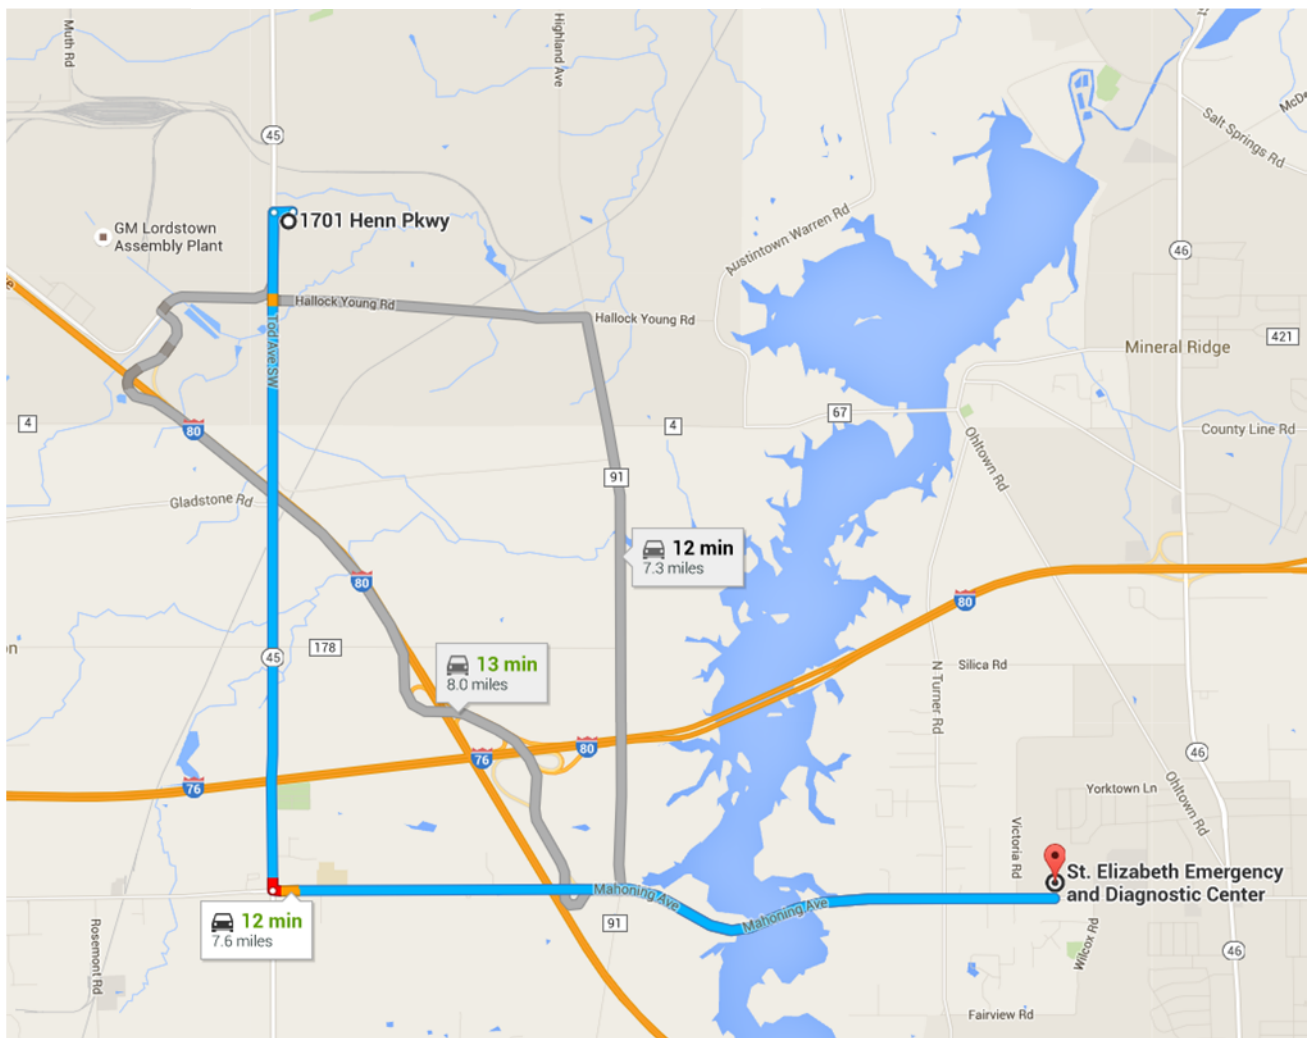 Muth Rd
Highland Ave
45
McD
Salt Springs Rd
1701 Henn Pkwy
GM Lordstown
Assembly Plant
Austintown Warren Rd
46
Hallock Young Rd
Hallock Young Rd
Tod Ave SW
421
Mineral Ridge
4
80
4
67
County Line Rd
Ohltown Rd
91
Gladstone Rd
12 min
7.3 miles
80
80
178
45
13 min
8.0 miles
N Turner Rd
Silica Rd
76
80
46
76
Yorktown Ln
Ohltown Rd
Victoria Rd
St. Elizabeth Emergency
and Diagnostic Center
Mahoning Ave
Mahoning Ave
12 min
7.6 miles
91
Rosemont Rd
Wilcox Rd
46
Fairview Rd